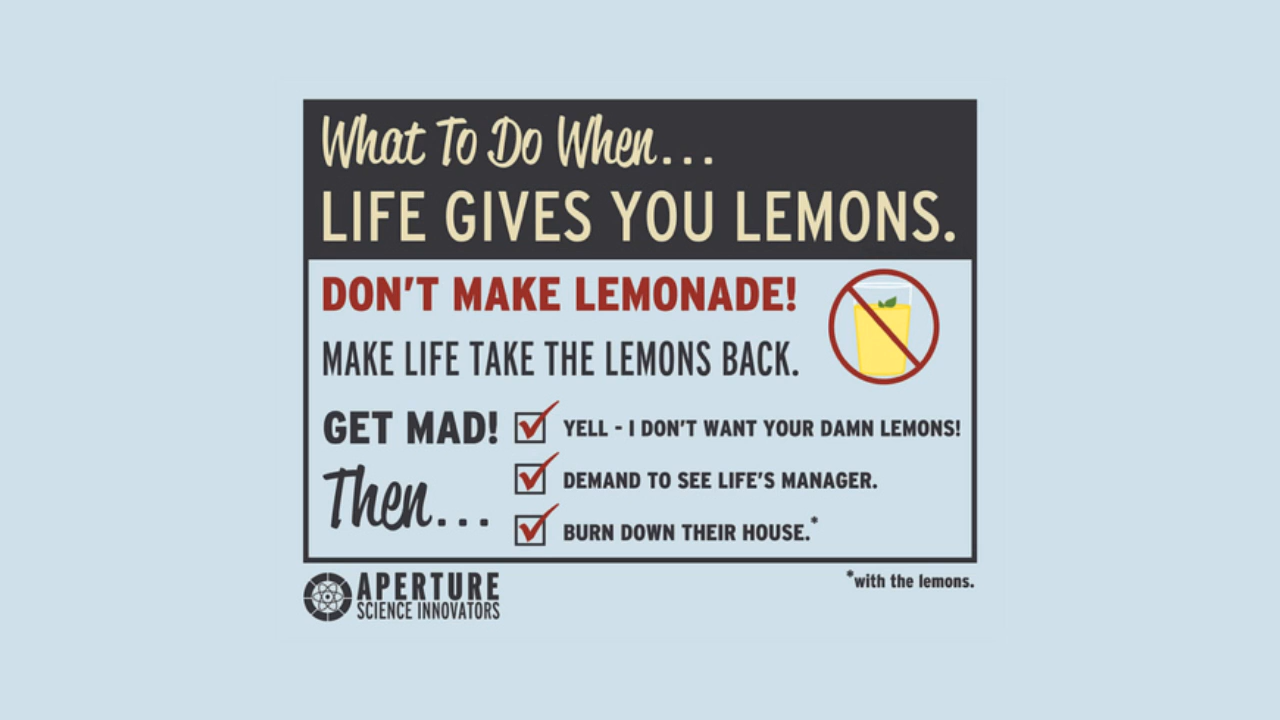 What To Do When...
LIFE GIVES YOU LEMONS.
DON'T MAKE LEMONADE!
MAKE LIFE TAKE THE LEMONS BACK.
GET MAD!
YELL - I DON'T WANT YOUR DAMN LEMONS!
Then...
DEMAND TO SEE LIFE'S MANAGER.
BURN DOWN THEIR HOUSE.*
*with the lemons.
APERTURE
SCIENCE INNOVATORS